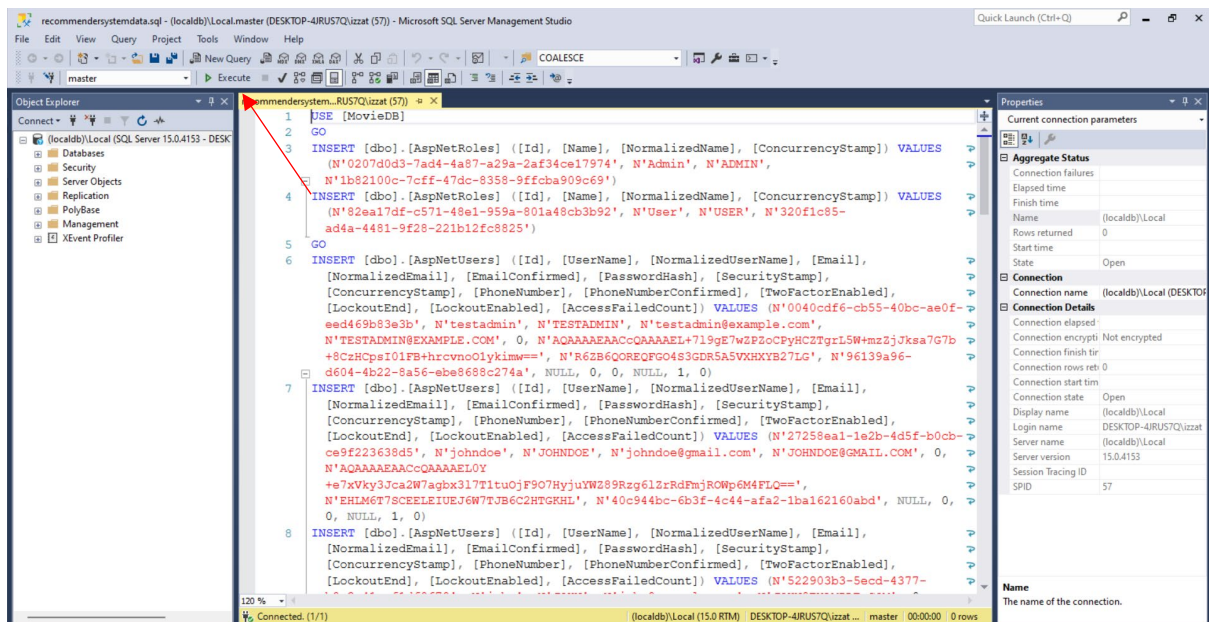 recommendersystemdata.sql - (localdb)\Local.master (DESKTOP-4JRUS7Q\izzat (57)) - Microsoft SQL Server Management Studio
Quick Launch (Ctrl+Q)
File Edit View Query Project Tools Window Help
New Query
COALESCE
master
Execute
Object Explorer
Connect
(localdb)\Local (SQL Server 15.0.4153 - DESK
Databases
Security
Server Objects
Replication
PolyBase
Management
XEvent Profiler
ecommendersystem...RUS7Q\izzat (57))
1 USE [MovieDB]
2 GO
3 INSERT [dbo].[AspNetRoles] ([Id], [Name], [NormalizedName], [ConcurrencyStamp]) VALUES
(N'0207d0d3-7ad4-4a87-a29a-2af34ce17974', N'Admin', N'ADMIN',
N'1b82100c-7cff-47dc-8358-9ffcba909c69')
4 INSERT [dbo].[AspNetRoles] ([Id], [Name], [NormalizedName], [ConcurrencyStamp]) VALUES
(N'82ea17df-c571-48e1-959a-801a48cb3b92', N'User', N'USER', N'320f1c85-
ad4a-4481-9f28-221b12fc8825')
5 GO
6 INSERT [dbo].[AspNetUsers] ([Id], [UserName], [NormalizedUserName], [Email],
[NormalizedEmail], [EmailConfirmed], [PasswordHash], [SecurityStamp],
[ConcurrencyStamp], [PhoneNumber], [PhoneNumberConfirmed], [TwoFactorEnabled],
[LockoutEnd], [LockoutEnabled], [AccessFailedCount]) VALUES (N'0040cdf6-cb55-40bc-ae0f-
eed469b83e3b', N'testadmin', N'TESTADMIN', N'testadmin@example.com',
N'TESTADMIN@EXAMPLE.COM', 0, N'AQAAAAEAACcQAAAAEL+7l9gE7wZPZoCPyHCZTgrL5W+mzZjJksa7G7b
+8CzHCpsI01FB+hrcvnoO1ykimw==', N'R6ZB6QOREQFGO4S3GDR5A5VXHXYB27LG', N'96139a96-
d604-4b22-8a56-ebe8688c274a', NULL, 0, 0, NULL, 1, 0)
7 INSERT [dbo].[AspNetUsers] ([Id], [UserName], [NormalizedUserName], [Email],
[NormalizedEmail], [EmailConfirmed], [PasswordHash], [SecurityStamp],
[ConcurrencyStamp], [PhoneNumber], [PhoneNumberConfirmed], [TwoFactorEnabled],
[LockoutEnd], [LockoutEnabled], [AccessFailedCount]) VALUES (N'27258ea1-1e2b-4d5f-b0cb-
ce9f223638d5', N'johndoe', N'JOHNDOE', N'johndoe@gmail.com', N'JOHNDOE@GMAIL.COM', 0,
N'AQAAAAEAACcQAAAAEL0Y
+e7xVky3Jca2W7agbx3l7T1tuOjF9O7HyjuYWZ89Rzg6lZrRdFmjROWp6M4FLQ==',
N'EHLM6T7SCEELEIUEJ6W7TJB6C2HTGKHL', N'40c944bc-6b3f-4c44-afa2-1ba162160abd', NULL, 0,
0, NULL, 1, 0)
8 INSERT [dbo].[AspNetUsers] ([Id], [UserName], [NormalizedUserName], [Email],
[NormalizedEmail], [EmailConfirmed], [PasswordHash], [SecurityStamp],
[ConcurrencyStamp], [PhoneNumber], [PhoneNumberConfirmed], [TwoFactorEnabled],
[LockoutEnd], [LockoutEnabled], [AccessFailedCount]) VALUES (N'522903b3-5ecd-4377-
120 %
Connected. (1/1)
(localdb)\Local (15.0 RTM) DESKTOP-4JRUS7Q\izzat ... master 00:00:00 0 rows
Properties
Current connection parameters
Aggregate Status
Connection failures
Elapsed time
Finish time
Name (localdb)\Local
Rows returned 0
Start time
State Open
Connection
Connection name (localdb)\Local (DESKTOP
Connection Details
Connection elapsed
Connection encrypti Not encrypted
Connection finish tir
Connection rows ret 0
Connection start tim
Connection state Open
Display name (localdb)\Local
Login name DESKTOP-4JRUS7Q\izzat
Server name (localdb)\Local
Server version 15.0.4153
Session Tracing ID
SPID 57
Name
The name of the connection.